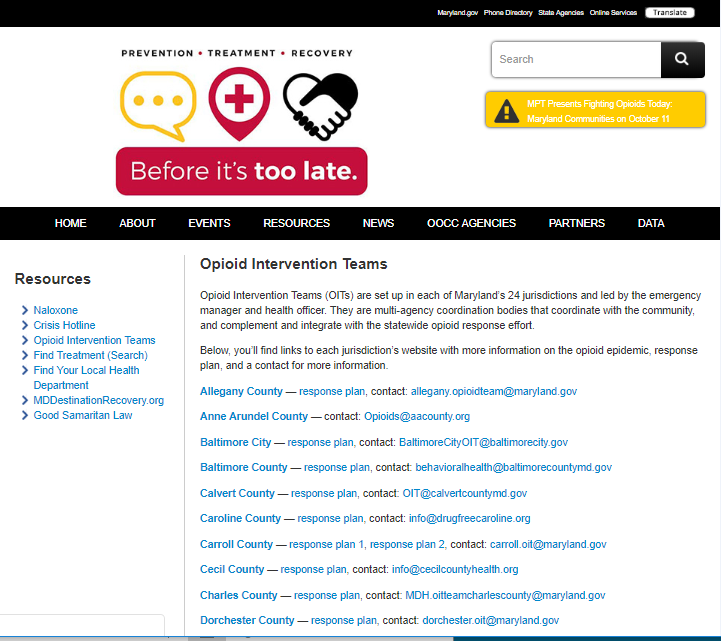 Maryland.gov Phone Directory State Agencies Online Services Translate
PREVENTION • TREATMENT • RECOVERY
Before it's too late.
Search
MPT Presents Fighting Opioids Today:
Maryland Communities on October 11
HOME ABOUT EVENTS RESOURCES NEWS OOCC AGENCIES PARTNERS DATA
Resources
Naloxone
Crisis Hotline
Opioid Intervention Teams
Find Treatment (Search)
Find Your Local Health
Department
MDDestinationRecovery.org
Good Samaritan Law
Opioid Intervention Teams
Opioid Intervention Teams (OITs) are set up in each of Maryland's 24 jurisdictions and led by the emergency
manager and health officer. They are multi-agency coordination bodies that coordinate with the community,
and complement and integrate with the statewide opioid response effort.
Below, you'll find links to each jurisdiction's website with more information on the opioid epidemic, response
plan, and a contact for more information.
Allegany County — response plan, contact: allegany.opioidteam@maryland.gov
Anne Arundel County — contact: Opioids@aacounty.org
Baltimore City — response plan, contact: BaltimoreCityOIT@baltimorecity.gov
Baltimore County — response plan, contact: behavioralhealth@baltimorecountymd.gov
Calvert County — response plan, contact: OIT@calvertcountymd.gov
Caroline County — response plan, contact: info@drugfreecaroline.org
Carroll County — response plan 1, response plan 2, contact: carroll.oit@maryland.gov
Cecil County — response plan, contact: info@cecilcountyhealth.org
Charles County — response plan, contact: MDH.oitteamcharlescounty@maryland.gov
Dorchester County — response plan, contact: dorchester.oit@maryland.gov